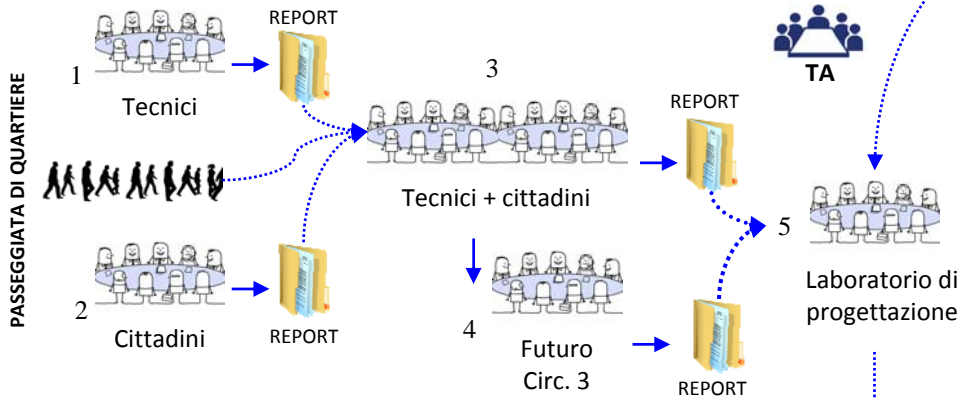 PASSEGGIATA DI QUARTIERE
1
Tecnici
REPORT
2
Cittadini
REPORT
3
Tecnici + cittadini
REPORT
4
Futuro
Circ. 3
REPORT
TA
5
Laboratorio di
progettazione